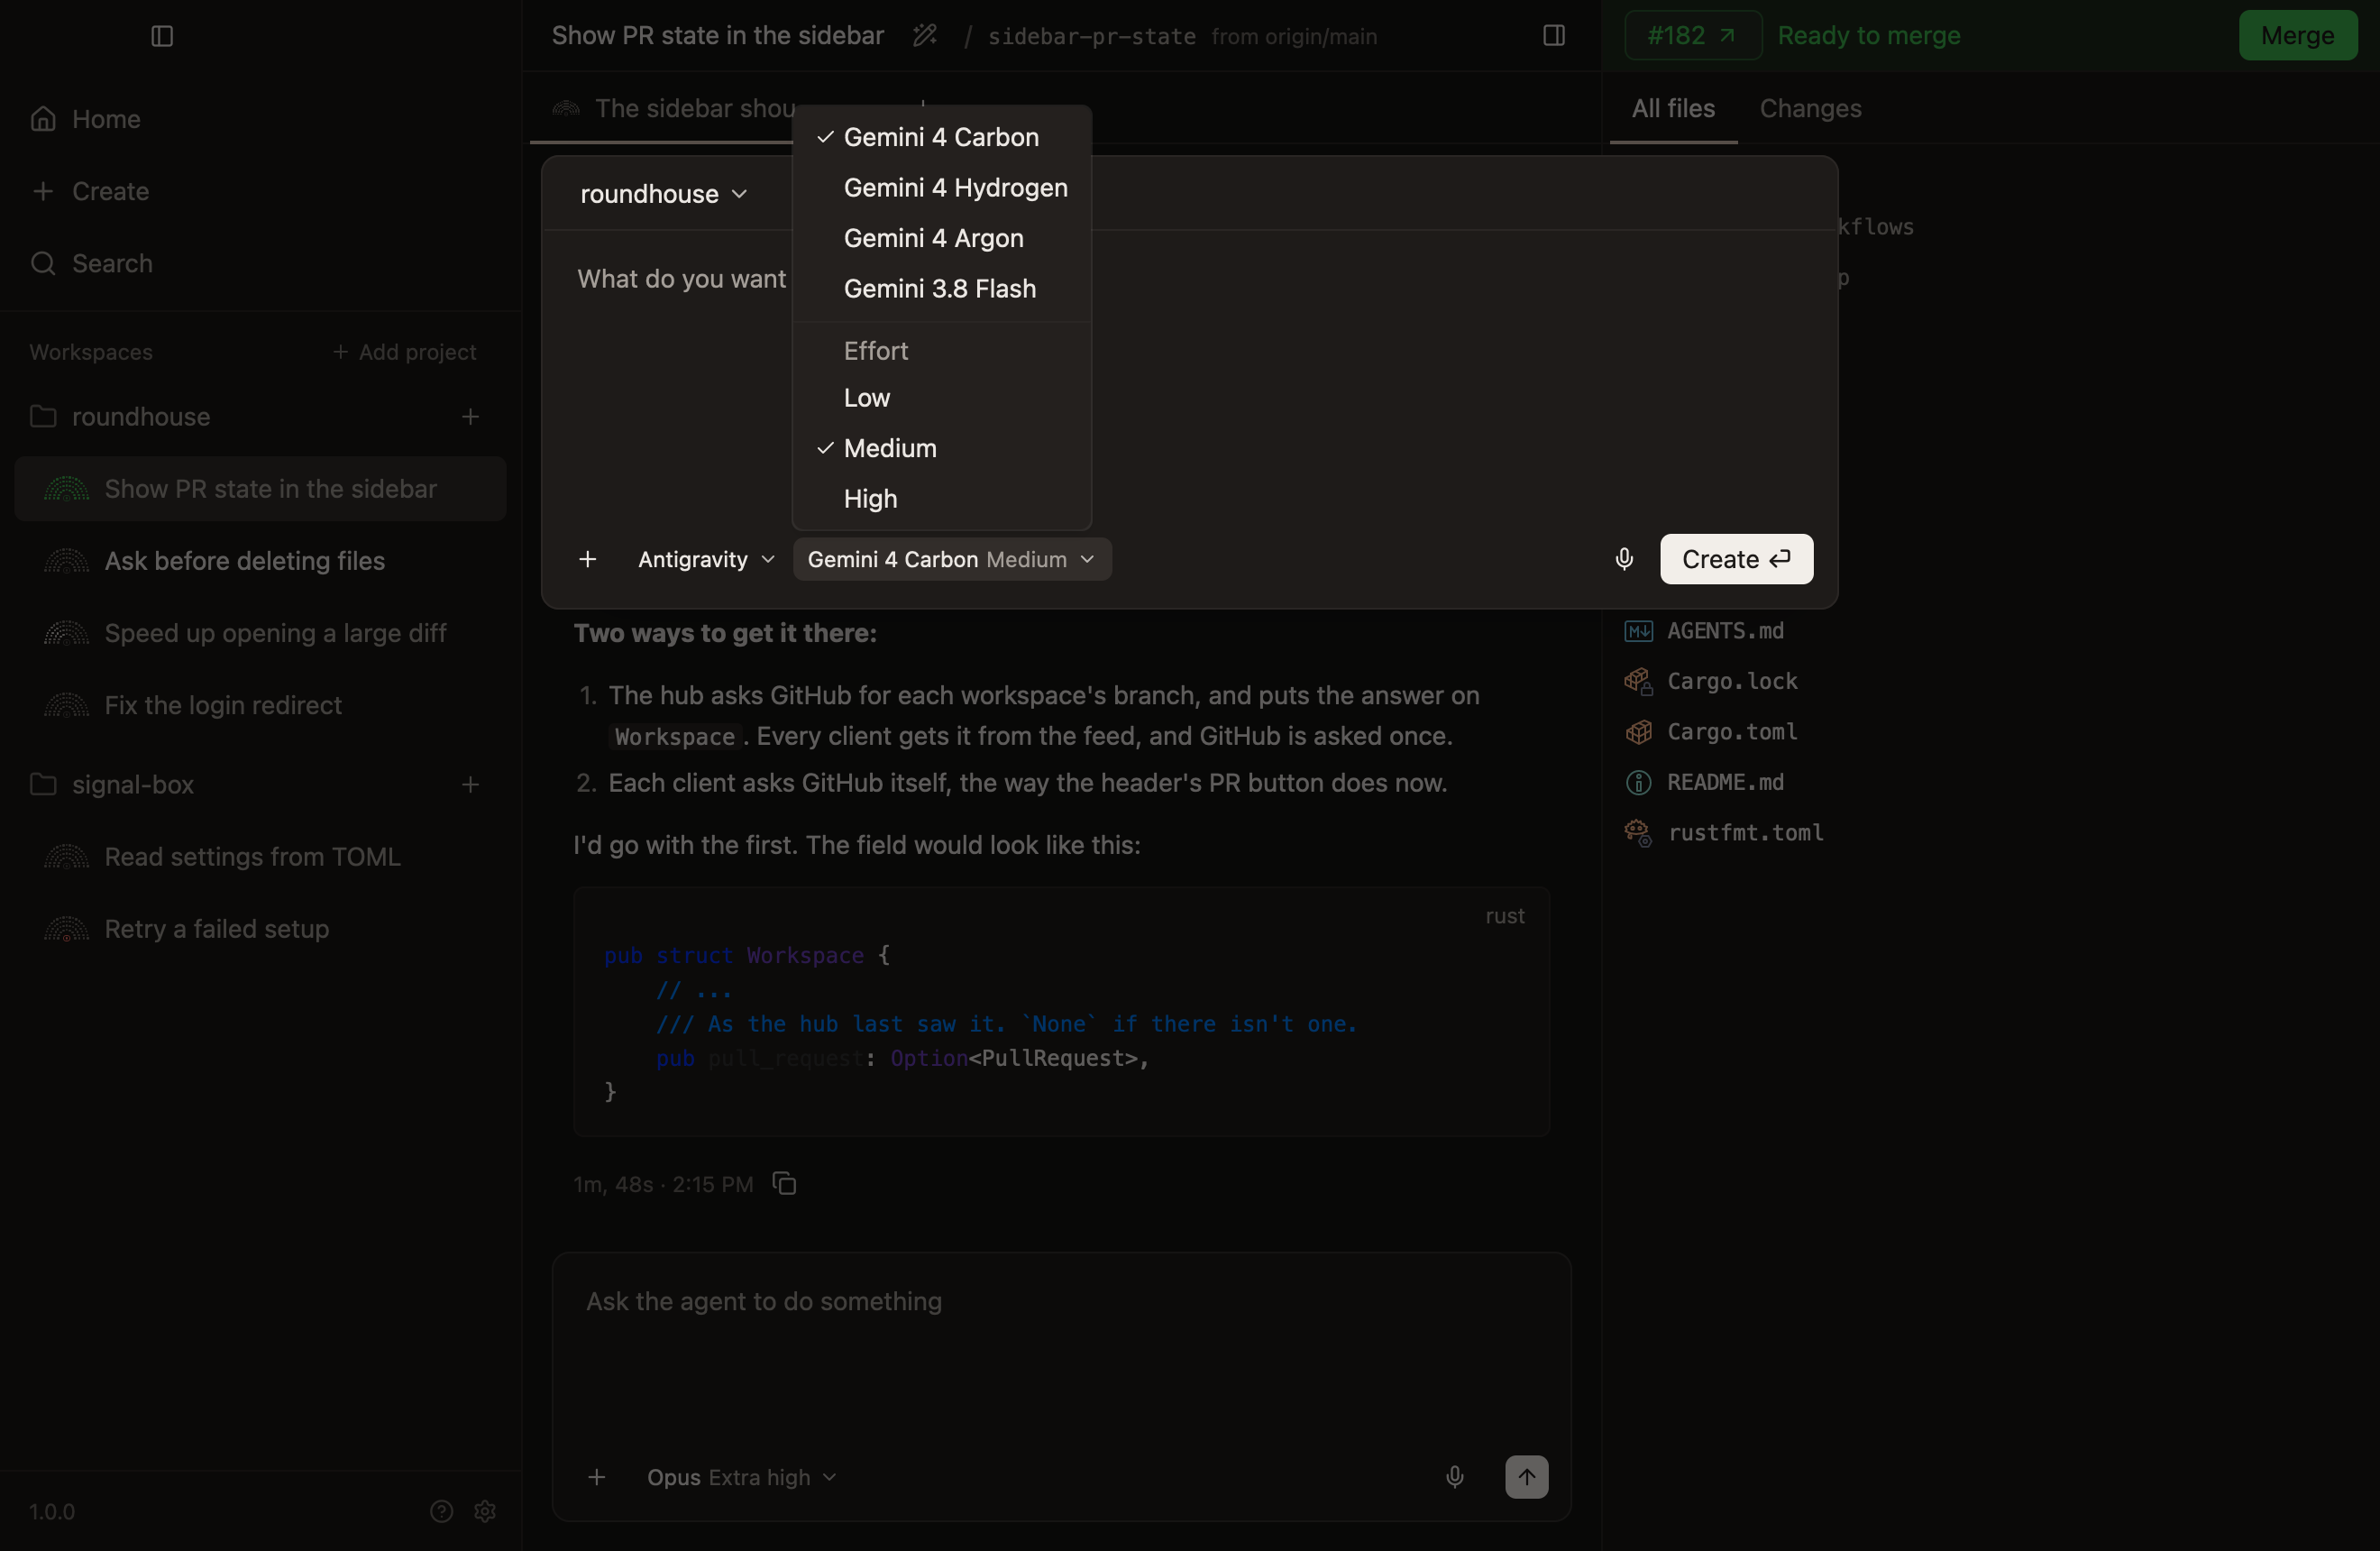 Show PR state in the sidebar / sidebar-pr-state from origin/main
#182 Ready to merge Merge
Home
Create
Search
Workspaces + Add project
roundhouse
Show PR state in the sidebar
Ask before deleting files
Speed up opening a large diff
Fix the login redirect
signal-box
Read settings from TOML
Retry a failed setup
1.0.0
The sidebar shou
roundhouse
What do you want
Gemini 4 Carbon
Gemini 4 Hydrogen
Gemini 4 Argon
Gemini 3.8 Flash
Effort
Low
Medium
High
Antigravity Gemini 4 Carbon Medium
Create
Two ways to get it there:
1. The hub asks GitHub for each workspace's branch, and puts the answer on
Workspace. Every client gets it from the feed, and GitHub is asked once.
2. Each client asks GitHub itself, the way the header's PR button does now.
I'd go with the first. The field would look like this:
rust
pub struct Workspace {
// ...
/// As the hub last saw it. `None` if there isn't one.
pub pull_request: Option<PullRequest>,
}
1m, 48s · 2:15 PM
Ask the agent to do something
Opus Extra high
All files Changes
kflows
p
AGENTS.md
Cargo.lock
Cargo.toml
README.md
rustfmt.toml